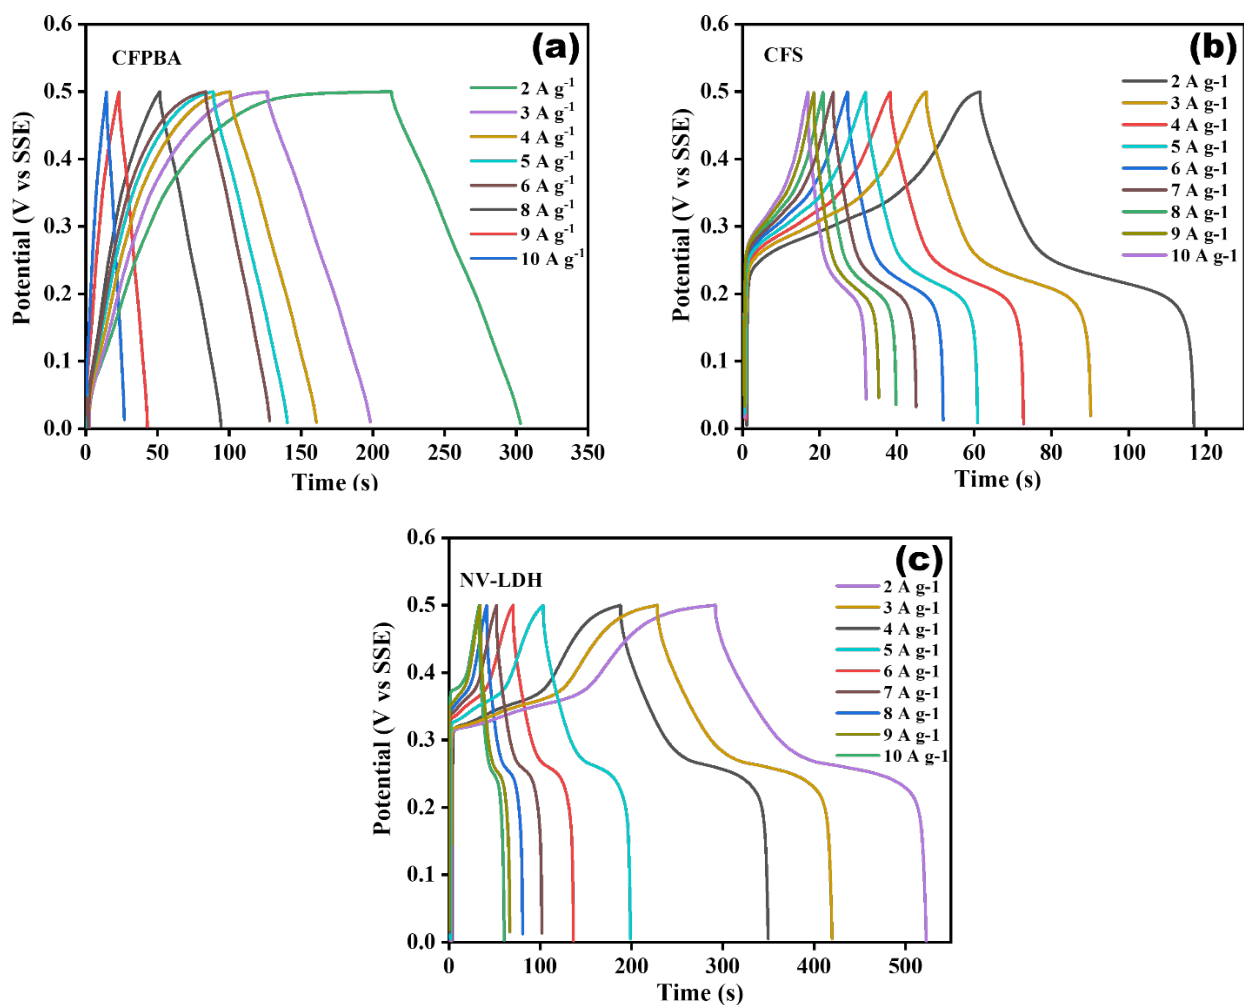 (a)
CFPBA
2 A g-1
3 A g-1
4 A g-1
5 A g-1
6 A g-1
8 A g-1
9 A g-1
10 A g-1
Potential (V vs SSE)
0.6
0.5
0.4
0.3
0.2
0.1
0.0
0 50 100 150 200 250 300 350
Time (s)
(b)
CFS
2 A g-1
3 A g-1
4 A g-1
5 A g-1
6 A g-1
7 A g-1
8 A g-1
9 A g-1
10 A g-1
Potential (V vs SSE)
0.6
0.5
0.4
0.3
0.2
0.1
0.0
0 20 40 60 80 100 120
Time (s)
(c)
NV-LDH
2 A g-1
3 A g-1
4 A g-1
5 A g-1
6 A g-1
7 A g-1
8 A g-1
9 A g-1
10 A g-1
Potential (V vs SSE)
0.6
0.5
0.4
0.3
0.2
0.1
0.0
0 100 200 300 400 500
Time (s)